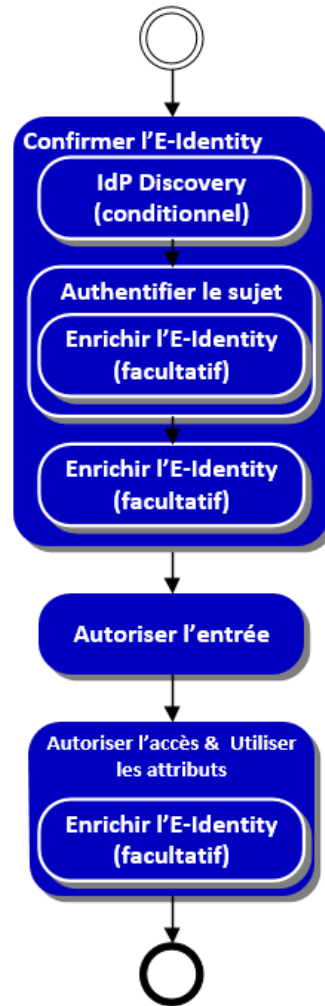 Confirmer l'E-Identity
IdP Discovery
(conditionnel)
Authentifier le sujet
Enrichir l'E-Identity
(facultatif)
Enrichir l'E-Identity
(facultatif)
Autoriser l'entrée
Autoriser l'accès & Utiliser
les attributs
Enrichir l'E-Identity
(facultatif)